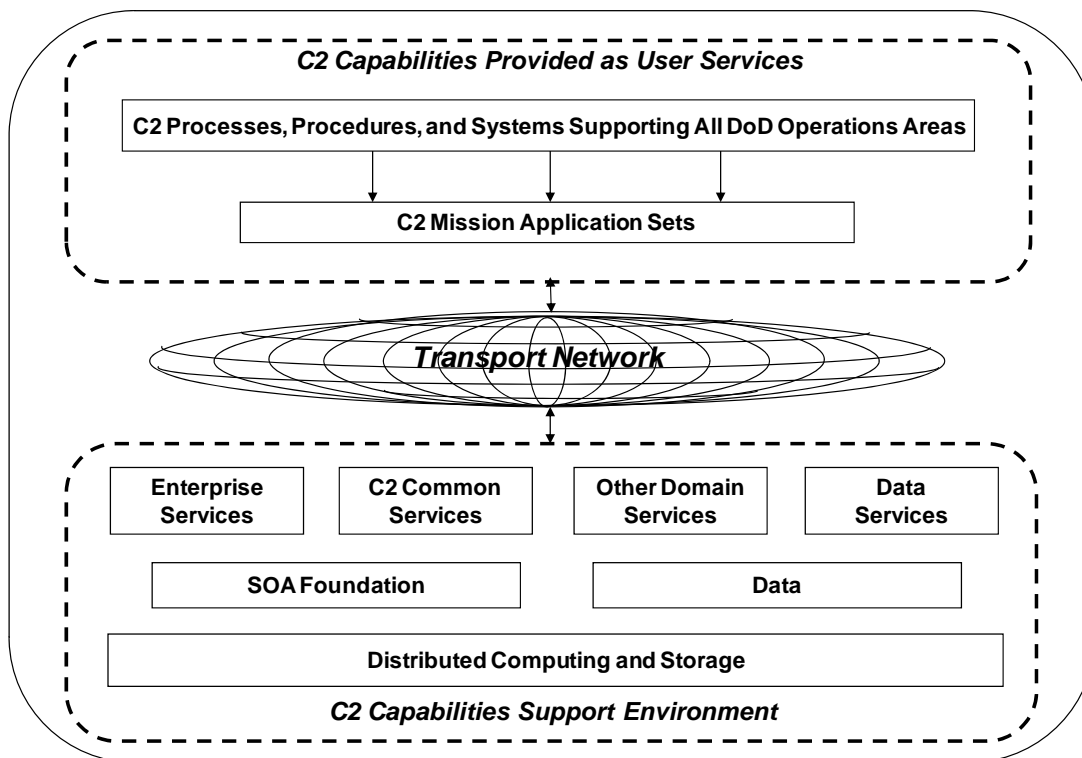 C2 Capabilities Provided as User Services
C2 Processes, Procedures, and Systems Supporting All DoD Operations Areas
C2 Mission Application Sets
Transport Network
Enterprise
Services
C2 Common
Services
Other Domain
Services
Data
Services
SOA Foundation
Data
Distributed Computing and Storage
C2 Capabilities Support Environment